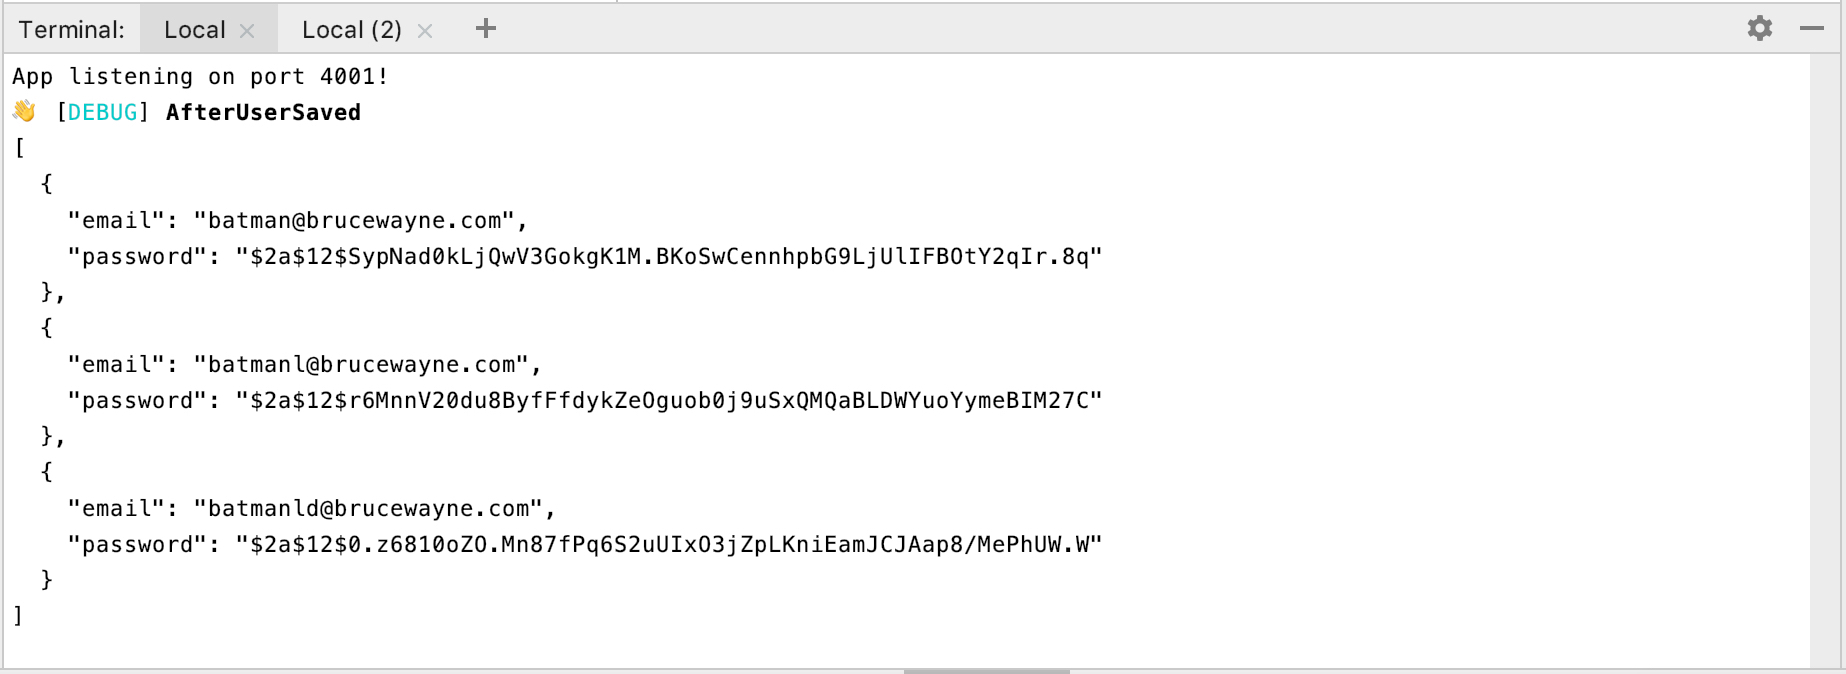 Terminal: Local × Local (2) × +
App listening on port 4001!
👋 [DEBUG] AfterUserSaved
[
  {
    "email": "batman@brucewayne.com",
    "password": "$2a$12$SypNad0kLjQwV3GokgK1M.BKoSwCennhpbG9LjUlIFBOtY2qIr.8q"
  },
  {
    "email": "batmanl@brucewayne.com",
    "password": "$2a$12$r6MnnV20du8ByfFfdykZeOguob0j9uSxQMQaBLDWYuoYymeBIM27C"
  },
  {
    "email": "batmanld@brucewayne.com",
    "password": "$2a$12$0.z6810oZO.Mn87fPq6S2uUIxO3jZpLKniEamJCJAap8/MePhUW.W"
  }
]